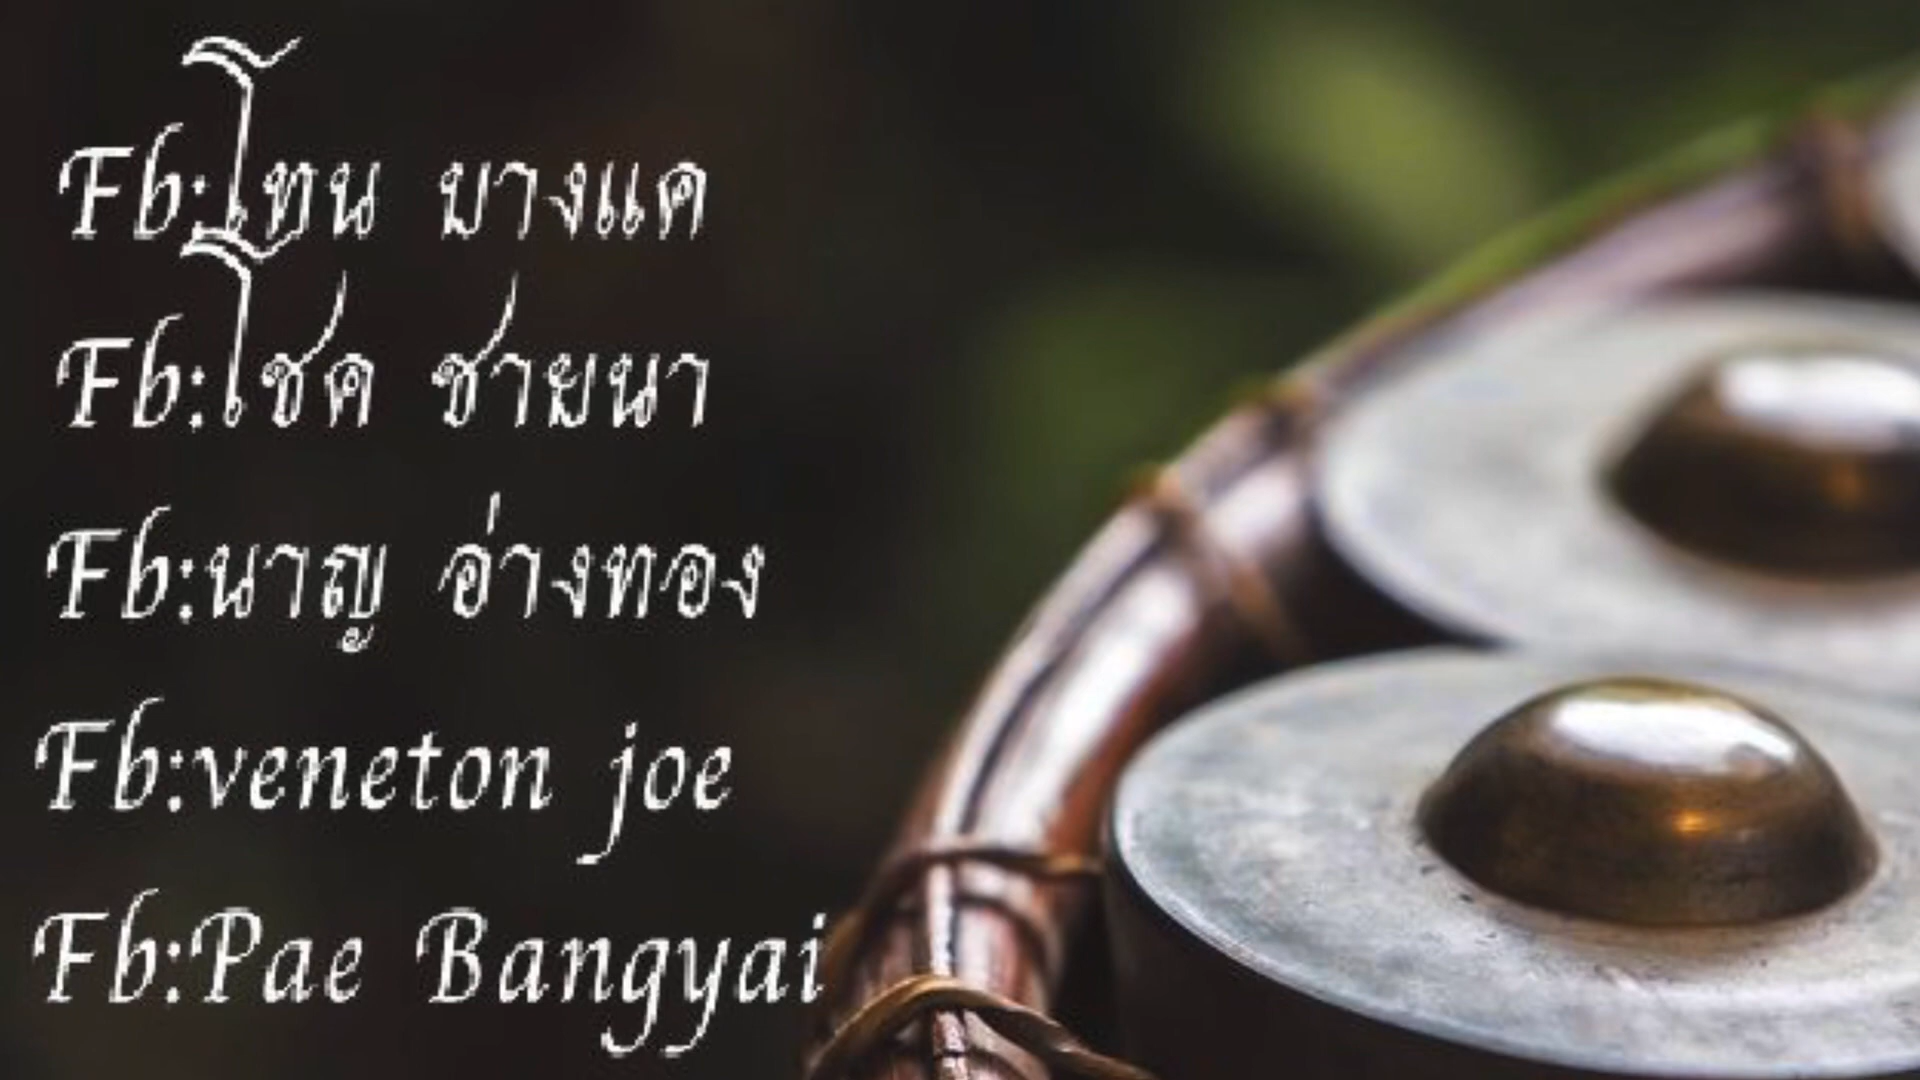 Fb:โทน บางแค
Fb:โชค ชายนา
Fb:นาญ อ่างทอง
Fb:veneton joe
Fb:Pae Bangyai